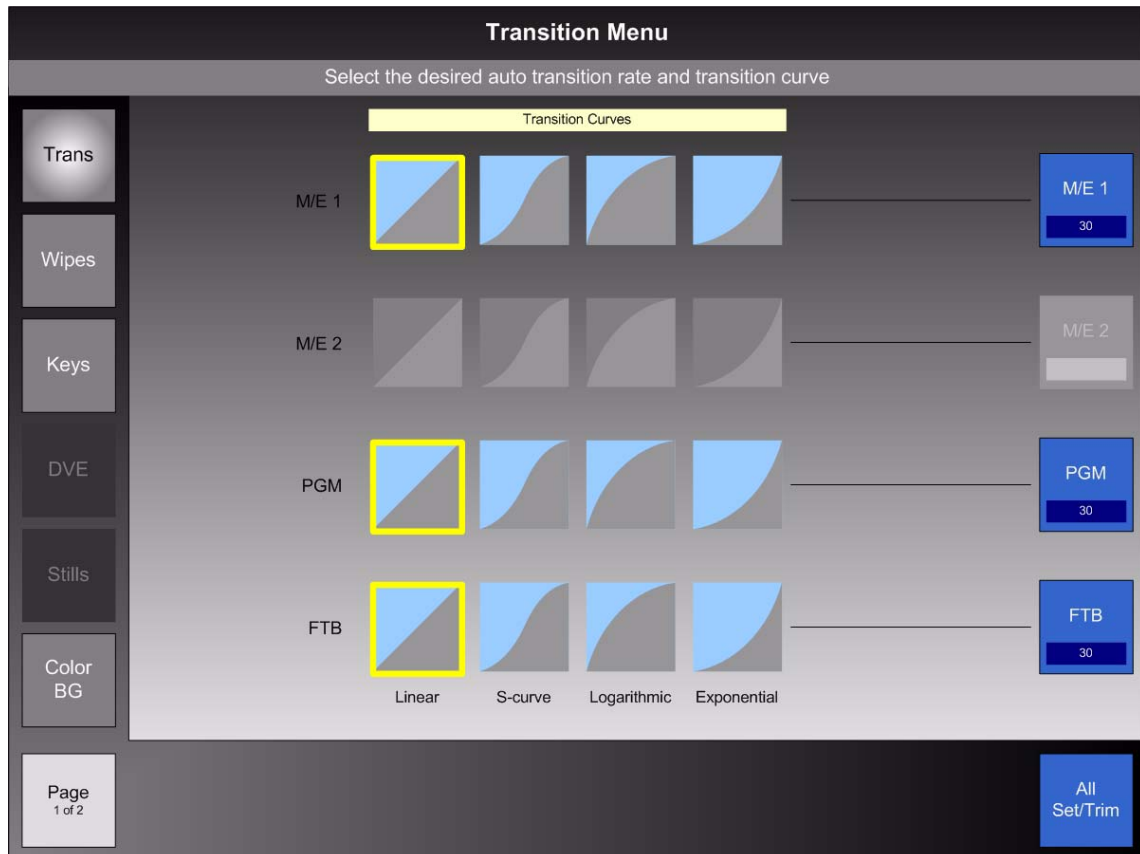 Transition Menu
Select the desired auto transition rate and transition curve
Transition Curves
Trans
M/E 1
M/E 1
30
Wipes
M/E 2
M/E 2
Keys
DVE
PGM
PGM
30
Stills
FTB
FTB
30
Color
BG
Linear S-curve Logarithmic Exponential
Page
1 of 2
All
Set/Trim